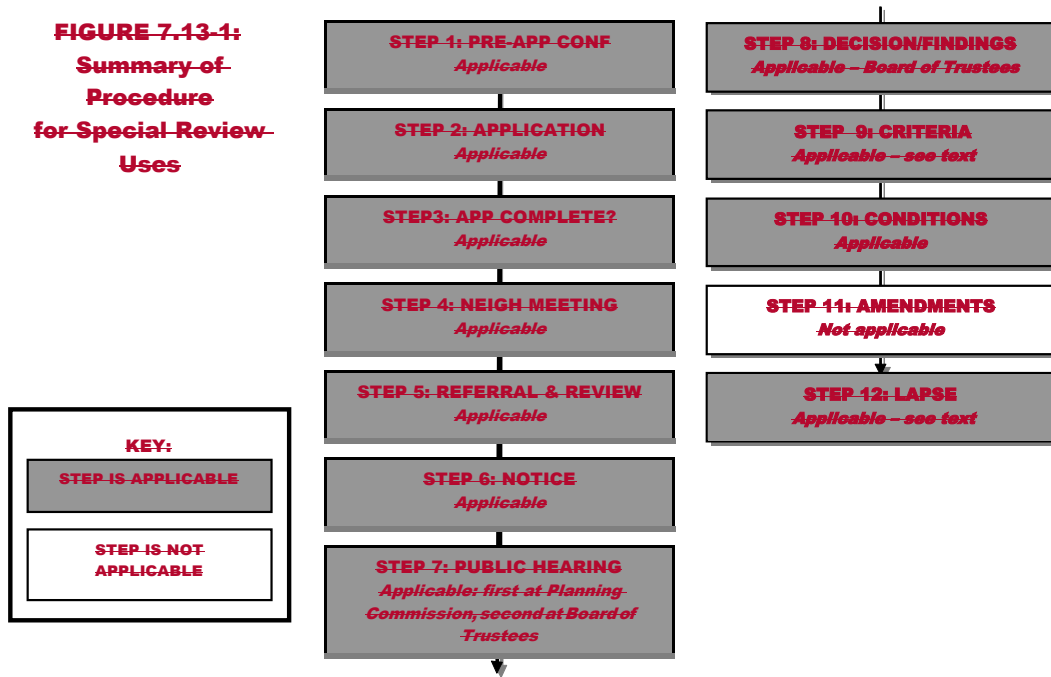 FIGURE 7.13-1:
Summary of
Procedure
for Special Review
Uses
STEP 1: PRE-APP CONF
Applicable
STEP 2: APPLICATION
Applicable
STEP3: APP COMPLETE?
Applicable
STEP 4: NEIGH MEETING
Applicable
STEP 5: REFERRAL & REVIEW
Applicable
STEP 6: NOTICE
Applicable
STEP 7: PUBLIC HEARING
Applicable: first at Planning
Commission, second at Board of
Trustees
STEP 8: DECISION/FINDINGS
Applicable – Board of Trustees
STEP 9: CRITERIA
Applicable – see text
STEP 10: CONDITIONS
Applicable
STEP 11: AMENDMENTS
Not applicable
STEP 12: LAPSE
Applicable – see text
KEY:
STEP IS APPLICABLE
STEP IS NOT
APPLICABLE